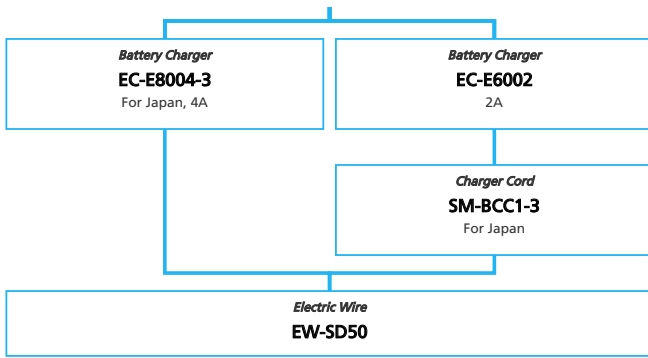 Battery Charger
EC-E8004-3
For Japan, 4A
Battery Charger
EC-E6002
2A
Charger Cord
SM-BCC1-3
For Japan
Electric Wire
EW-SD50